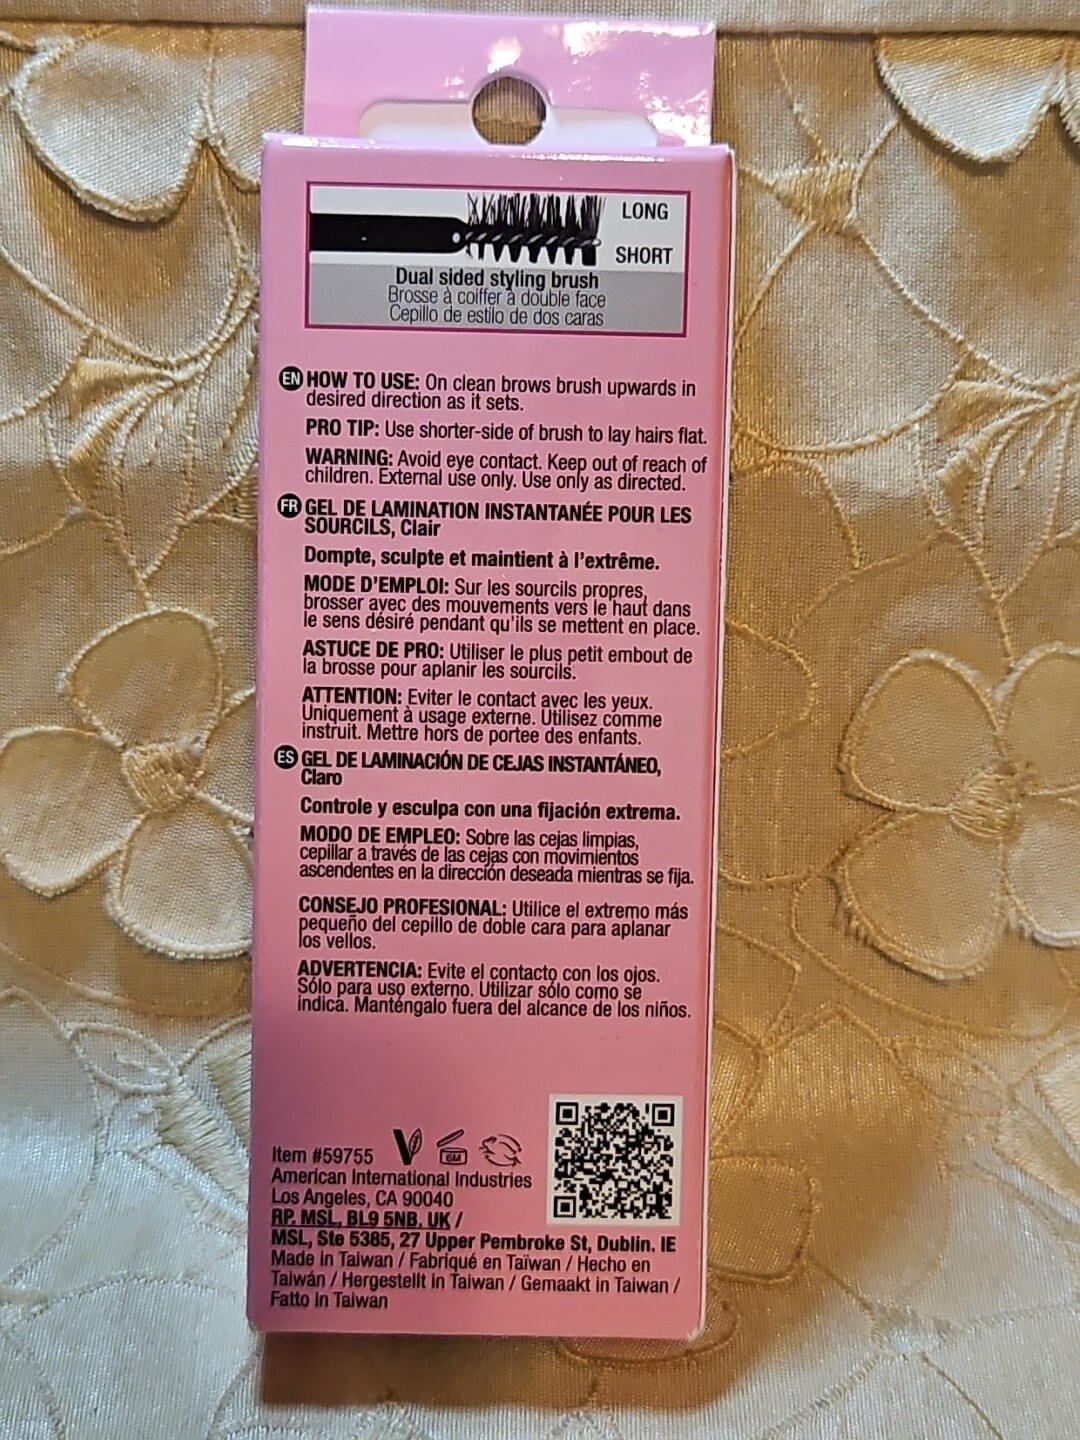 LONG
SHORT
Dual sided styling brush
Brosse à coiffer à double face
Cepillo de estilo de dos caras
EN HOW TO USE: On clean brows brush upwards in
desired direction as it sets.
PRO TIP: Use shorter-side of brush to lay hairs flat.
WARNING: Avoid eye contact. Keep out of reach of
children. External use only. Use only as directed.
FR GEL DE LAMINATION INSTANTANÉE POUR LES
SOURCILS, Clair
Dompte, sculpte et maintient à l'extrême.
MODE D'EMPLOI: Sur les sourcils propres,
brosser avec des mouvements vers le haut dans
le sens désiré pendant qu'ils se mettent en place.
ASTUCE DE PRO: Utiliser le plus petit embout de
la brosse pour aplanir les sourcils.
ATTENTION: Eviter le contact avec les yeux.
Uniquement à usage externe. Utilisez comme
instruit. Mettre hors de portee des enfants.
ES GEL DE LAMINACIÓN DE CEJAS INSTANTÁNEO,
Claro
Controle y esculpa con una fijación extrema.
MODO DE EMPLEO: Sobre las cejas limpias,
cepillar a través de las cejas con movimientos
ascendentes en la dirección deseada mientras se fija.
CONSEJO PROFESIONAL: Utilice el extremo más
pequeño del cepillo de doble cara para aplanar
los vellos.
ADVERTENCIA: Evite el contacto con los ojos.
Sólo para uso externo. Utilizar sólo como se
indica. Manténgalo fuera del alcance de los niños.
Item #59755
6M
American International Industries
Los Angeles, CA 90040
RP. MSL, BL9 5NB, UK /
MSL, Ste 5385, 27 Upper Pembroke St, Dublin. IE
Made in Taiwan / Fabriqué en Taïwan / Hecho en
Taiwán / Hergestellt in Taiwan / Gemaakt in Taiwan /
Fatto in Taiwan